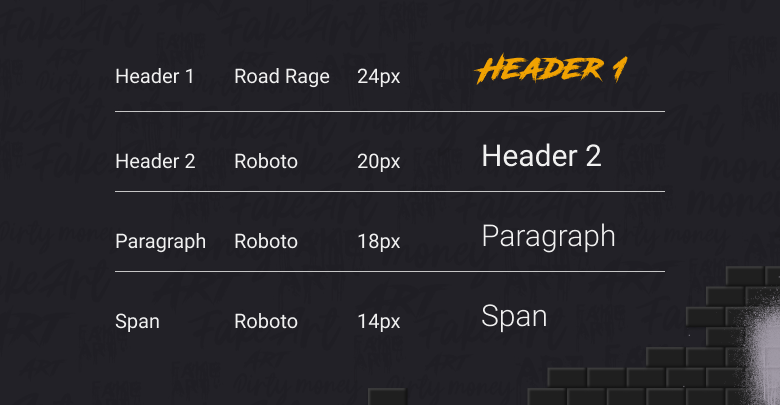 Header 1 Road Rage 24px HEADER 1
Header 2 Roboto 20px Header 2
Paragraph Roboto 18px Paragraph
Span Roboto 14px Span